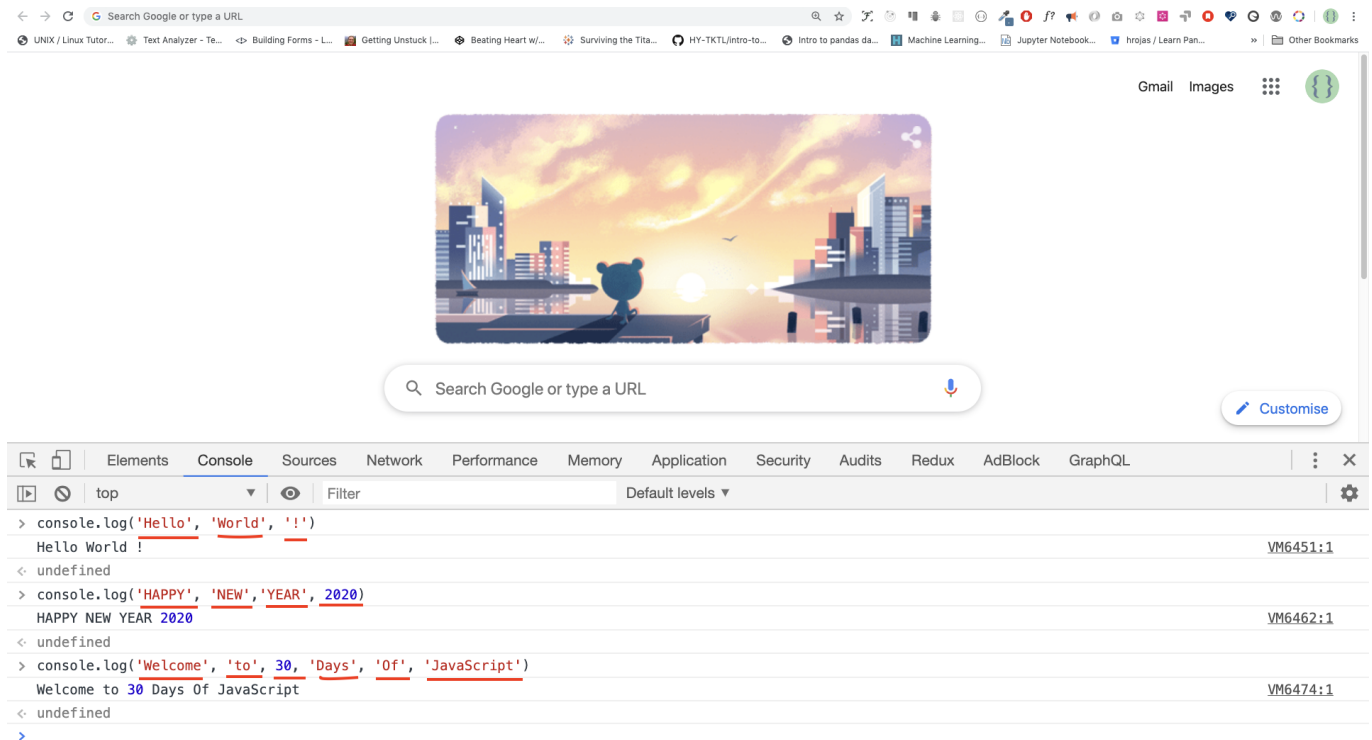 Search Google or type a URL
UNIX / Linux Tutor... Text Analyzer - Te... Building Forms - L... Getting Unstuck |... Beating Heart w/... Surviving the Tita... HY-TKTL/intro-to... Intro to pandas da... Machine Learning... Jupyter Notebook... hrojas / Learn Pan... » Other Bookmarks
Gmail Images
Search Google or type a URL
Customise
Elements Console Sources Network Performance Memory Application Security Audits Redux AdBlock GraphQL
top Filter Default levels
console.log('Hello', 'World', '!')
Hello World ! VM6451:1
undefined
console.log('HAPPY', 'NEW','YEAR', 2020)
HAPPY NEW YEAR 2020 VM6462:1
undefined
console.log('Welcome', 'to', 30, 'Days', 'Of', 'JavaScript')
Welcome to 30 Days Of JavaScript VM6474:1
undefined